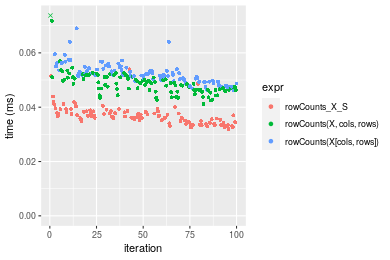 0.06
0.04
0.02
0.00
time (ms)
0
25
50
75
100
iteration
expr
rowCounts_X_S
rowCounts(X, cols, rows)
rowCounts(X[cols, rows])